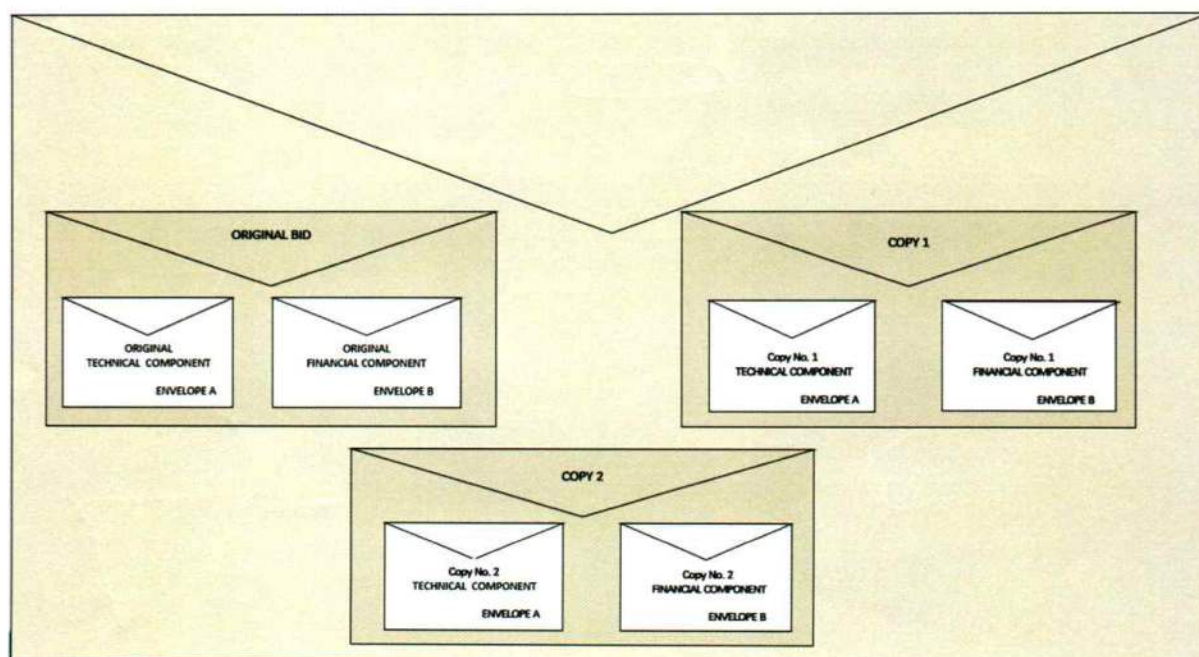 ORIGINAL BID
ORIGINAL
TECHNICAL COMPONENT
ENVELOPE A
ORIGINAL
FINANCIAL COMPONENT
ENVELOPE B
COPY 1
Copy No. 1
TECHNICAL COMPONENT
ENVELOPE A
Copy No. 1
FINANCIAL COMPONENT
ENVELOPE B
COPY 2
Copy No. 2
TECHNICAL COMPONENT
ENVELOPE A
Copy No. 2
FINANCIAL COMPONENT
ENVELOPE B